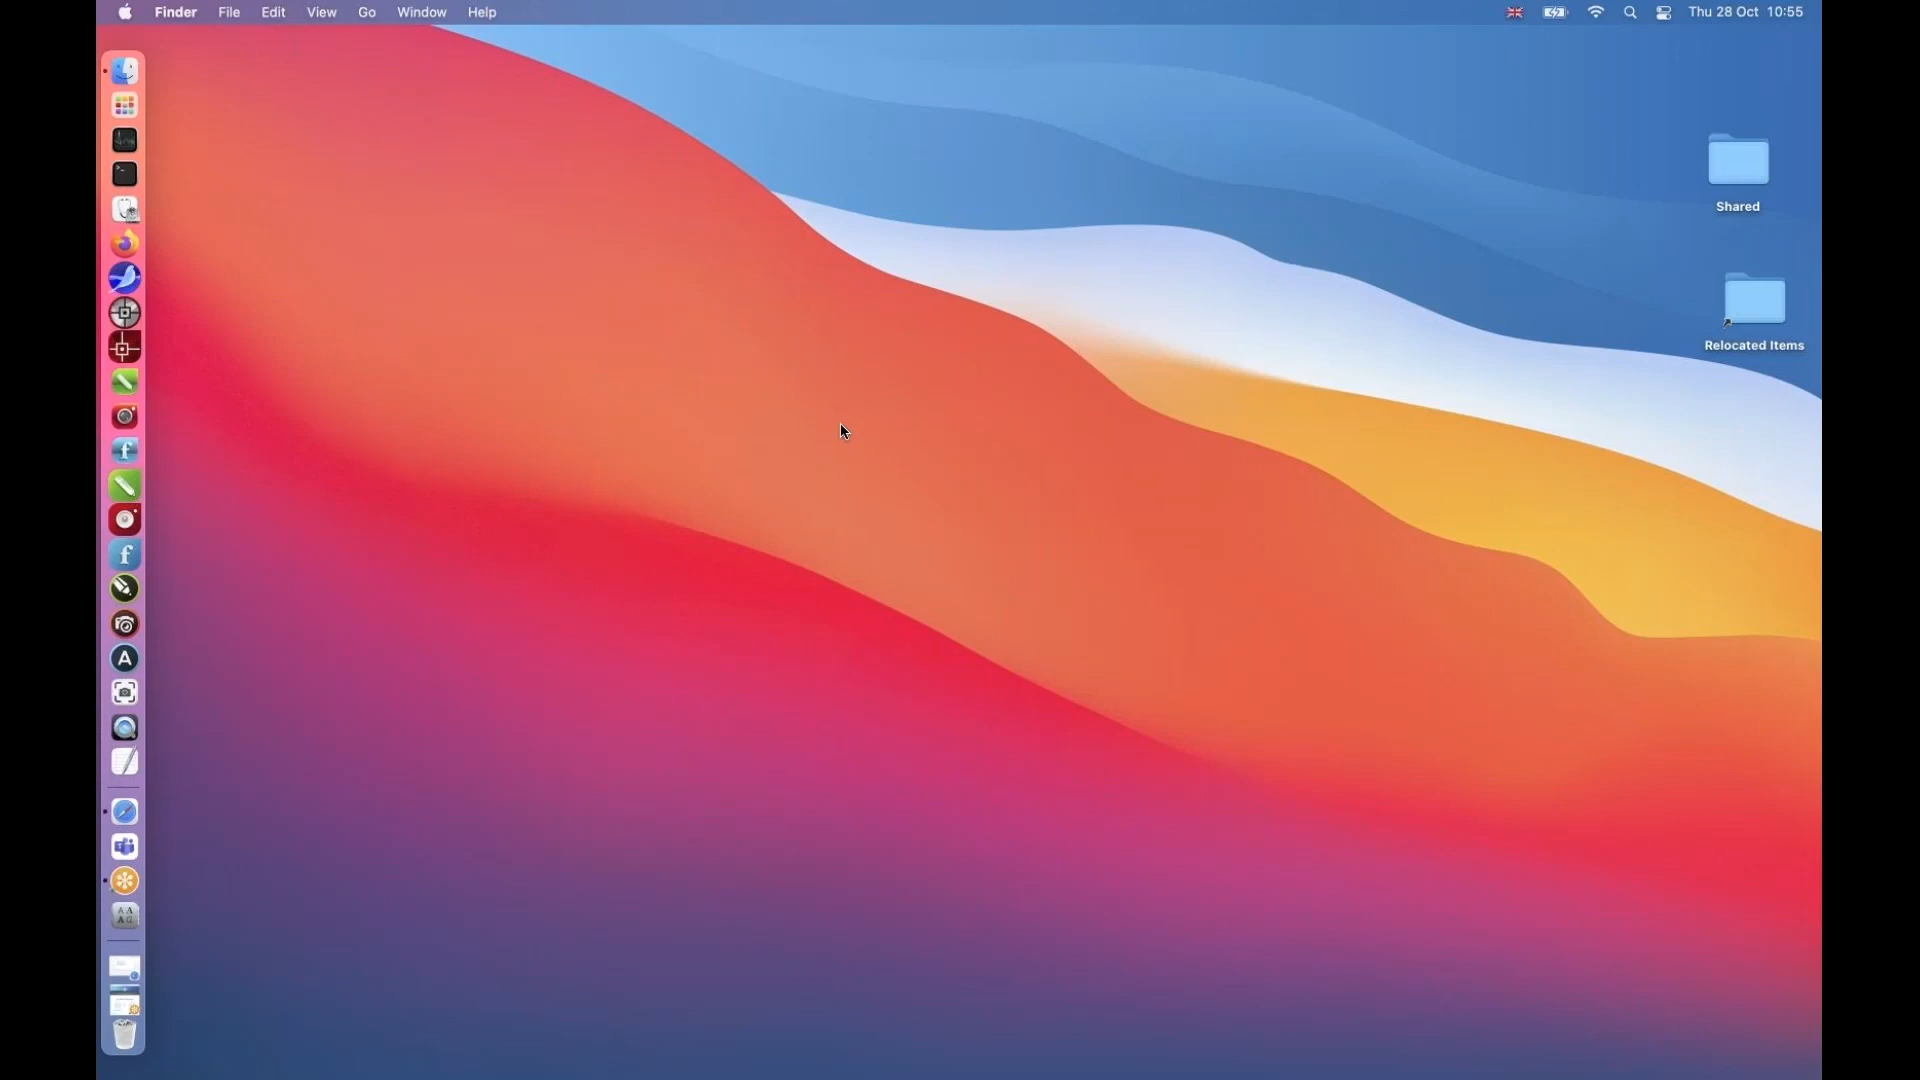 Finder File Edit View Go Window Help
Thu 28 Oct 10:55
Shared
Relocated Items